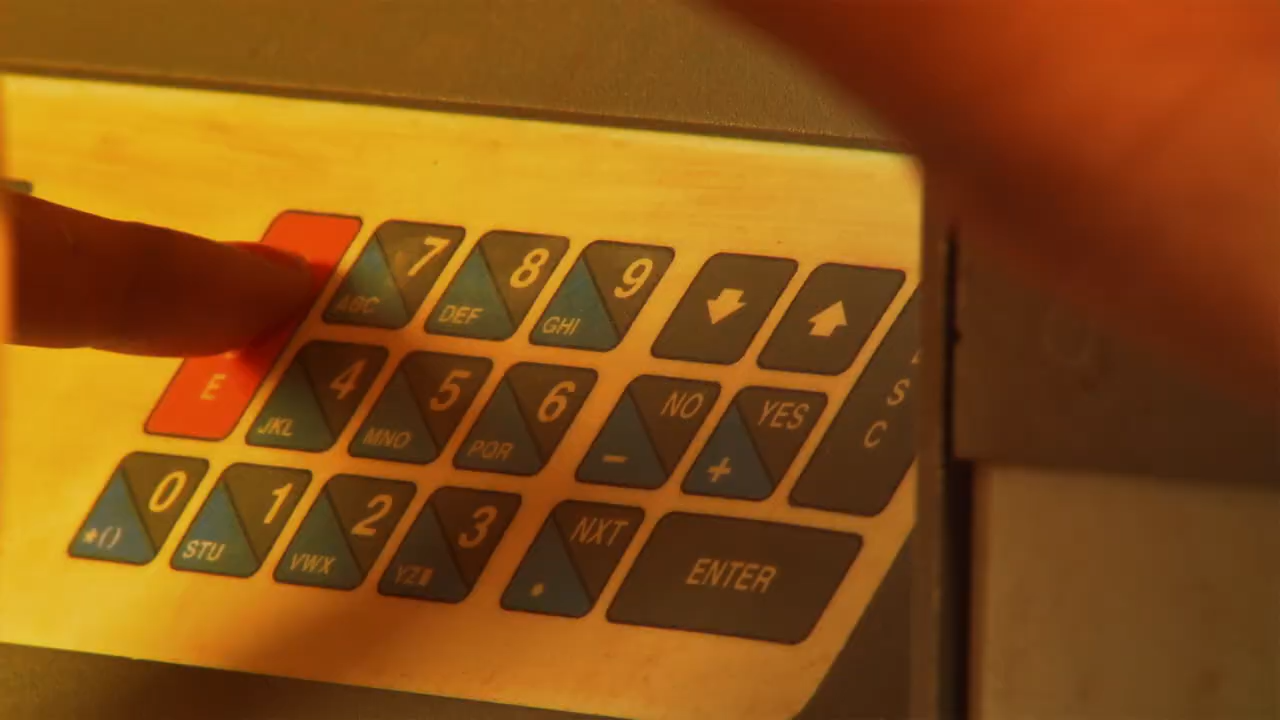 7 8 9
ABC DEF GHI
E 4 5 6 NO YES
JKL MNO PQR - +
S
C
0 1 2 3 NXT ENTER
*() STU VWX YZ .